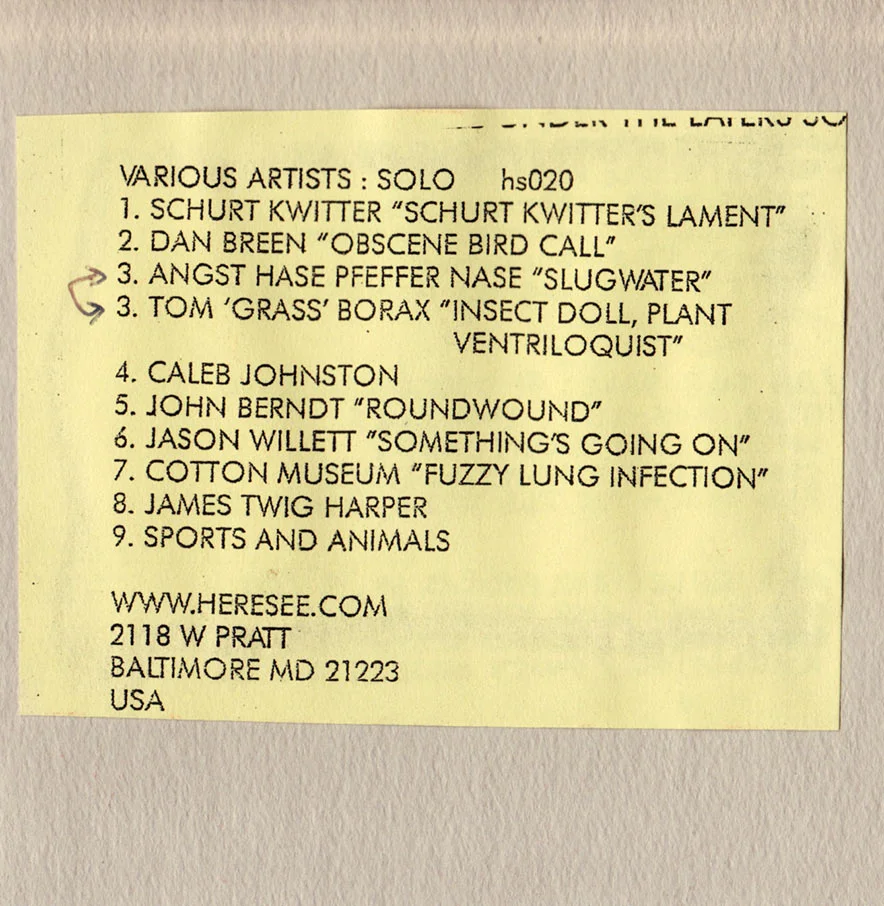 VARIOUS ARTISTS : SOLO hs020
1. SCHURT KWITTER "SCHURT KWITTER'S LAMENT"
2. DAN BREEN "OBSCENE BIRD CALL"
3. ANGST HASE PFEFFER NASE "SLUGWATER"
3. TOM 'GRASS' BORAX "INSECT DOLL, PLANT
VENTRILOQUIST"
4. CALEB JOHNSTON
5. JOHN BERNDT "ROUNDWOUND"
6. JASON WILLETT "SOMETHING'S GOING ON"
7. COTTON MUSEUM "FUZZY LUNG INFECTION"
8. JAMES TWIG HARPER
9. SPORTS AND ANIMALS
WWW.HERESEE.COM
2118 W PRATT
BALTIMORE MD 21223
USA